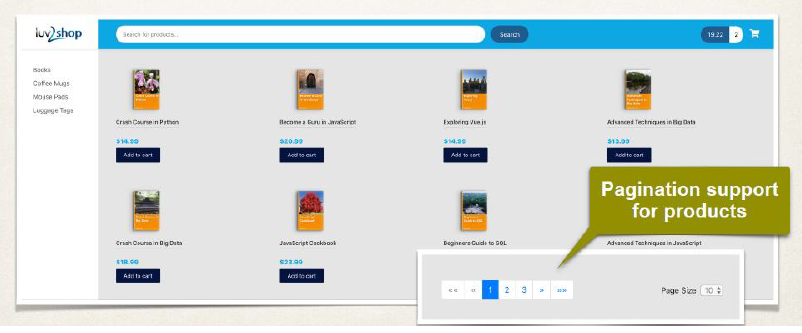 luv2shop
Search for products...
Search
19.22 2
Books
Coffee Mugs
Mouse Pads
Luggage Tags
Crash Course in Python
Become a Guru in JavaScript
Exploring Vue.js
Advanced Techniques in Big Data
$14.99
$20.99
$14.99
$13.99
Add to cart
Add to cart
Add to cart
Add to cart
Pagination support
for products
Crash Course in Big Data
JavaScript Cookbook
Beginners Guide to SQL
Advanced Techniques in JavaScript
$18.99
$23.99
Add to cart
Add to cart
«« « 1 2 3 » »»
Page Size 10